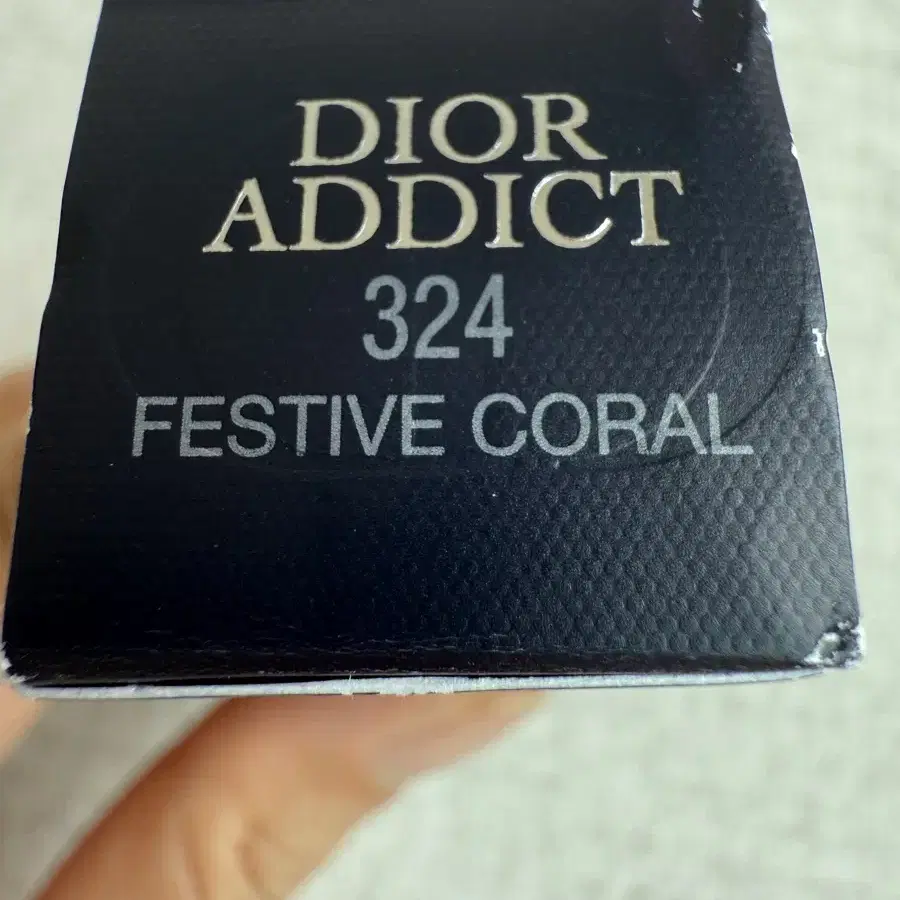 DIOR
ADDICT
324
FESTIVE CORAL